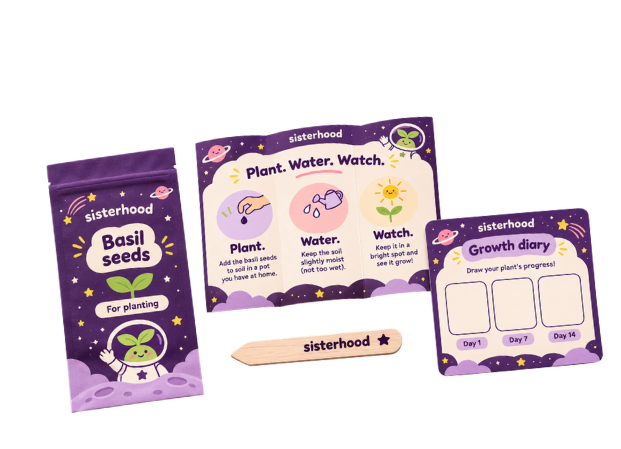 sisterhood
Basil
seeds
For planting
sisterhood
Plant. Water. Watch.
Plant.
Add the basil seeds
to soil in a pot
you have at home.
Water.
Keep the soil
slightly moist
(not too wet).
Watch.
Keep it in a
bright spot and
see it grow!
sisterhood
sisterhood
Growth diary
Draw your plant's progress!
Day 1
Day 7
Day 14